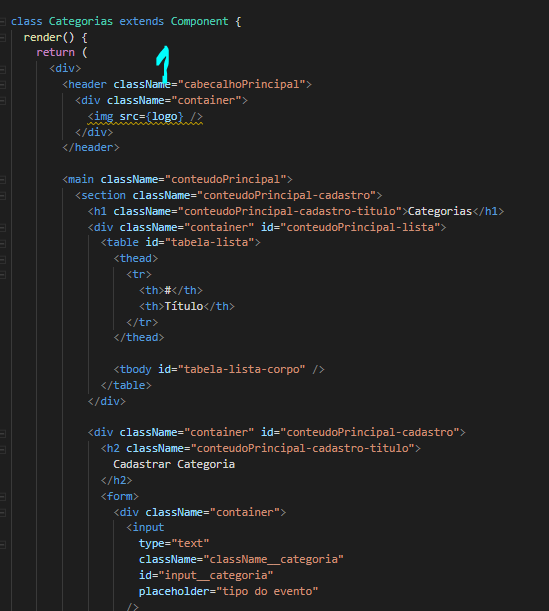 class Categorias extends Component {
  render() {
    return (
      <div>
        <header className="cabecalhoPrincipal">
          <div className="container">
            <img src={logo} />
          </div>
        </header>

        <main className="conteudoPrincipal">
          <section className="conteudoPrincipal-cadastro">
            <h1 className="conteudoPrincipal-cadastro-titulo">Categorias</h1>
            <div className="container" id="conteudoPrincipal-lista">
              <table id="tabela-lista">
                <thead>
                  <tr>
                    <th>#</th>
                    <th>Título</th>
                  </tr>
                </thead>

                <tbody id="tabela-lista-corpo" />
              </table>
            </div>

            <div className="container" id="conteudoPrincipal-cadastro">
              <h2 className="conteudoPrincipal-cadastro-titulo">
                Cadastrar Categoria
              </h2>
              <form>
                <div className="container">
                  <input
                    type="text"
                    className="className__categoria"
                    id="input__categoria"
                    placeholder="tipo do evento"
                  />